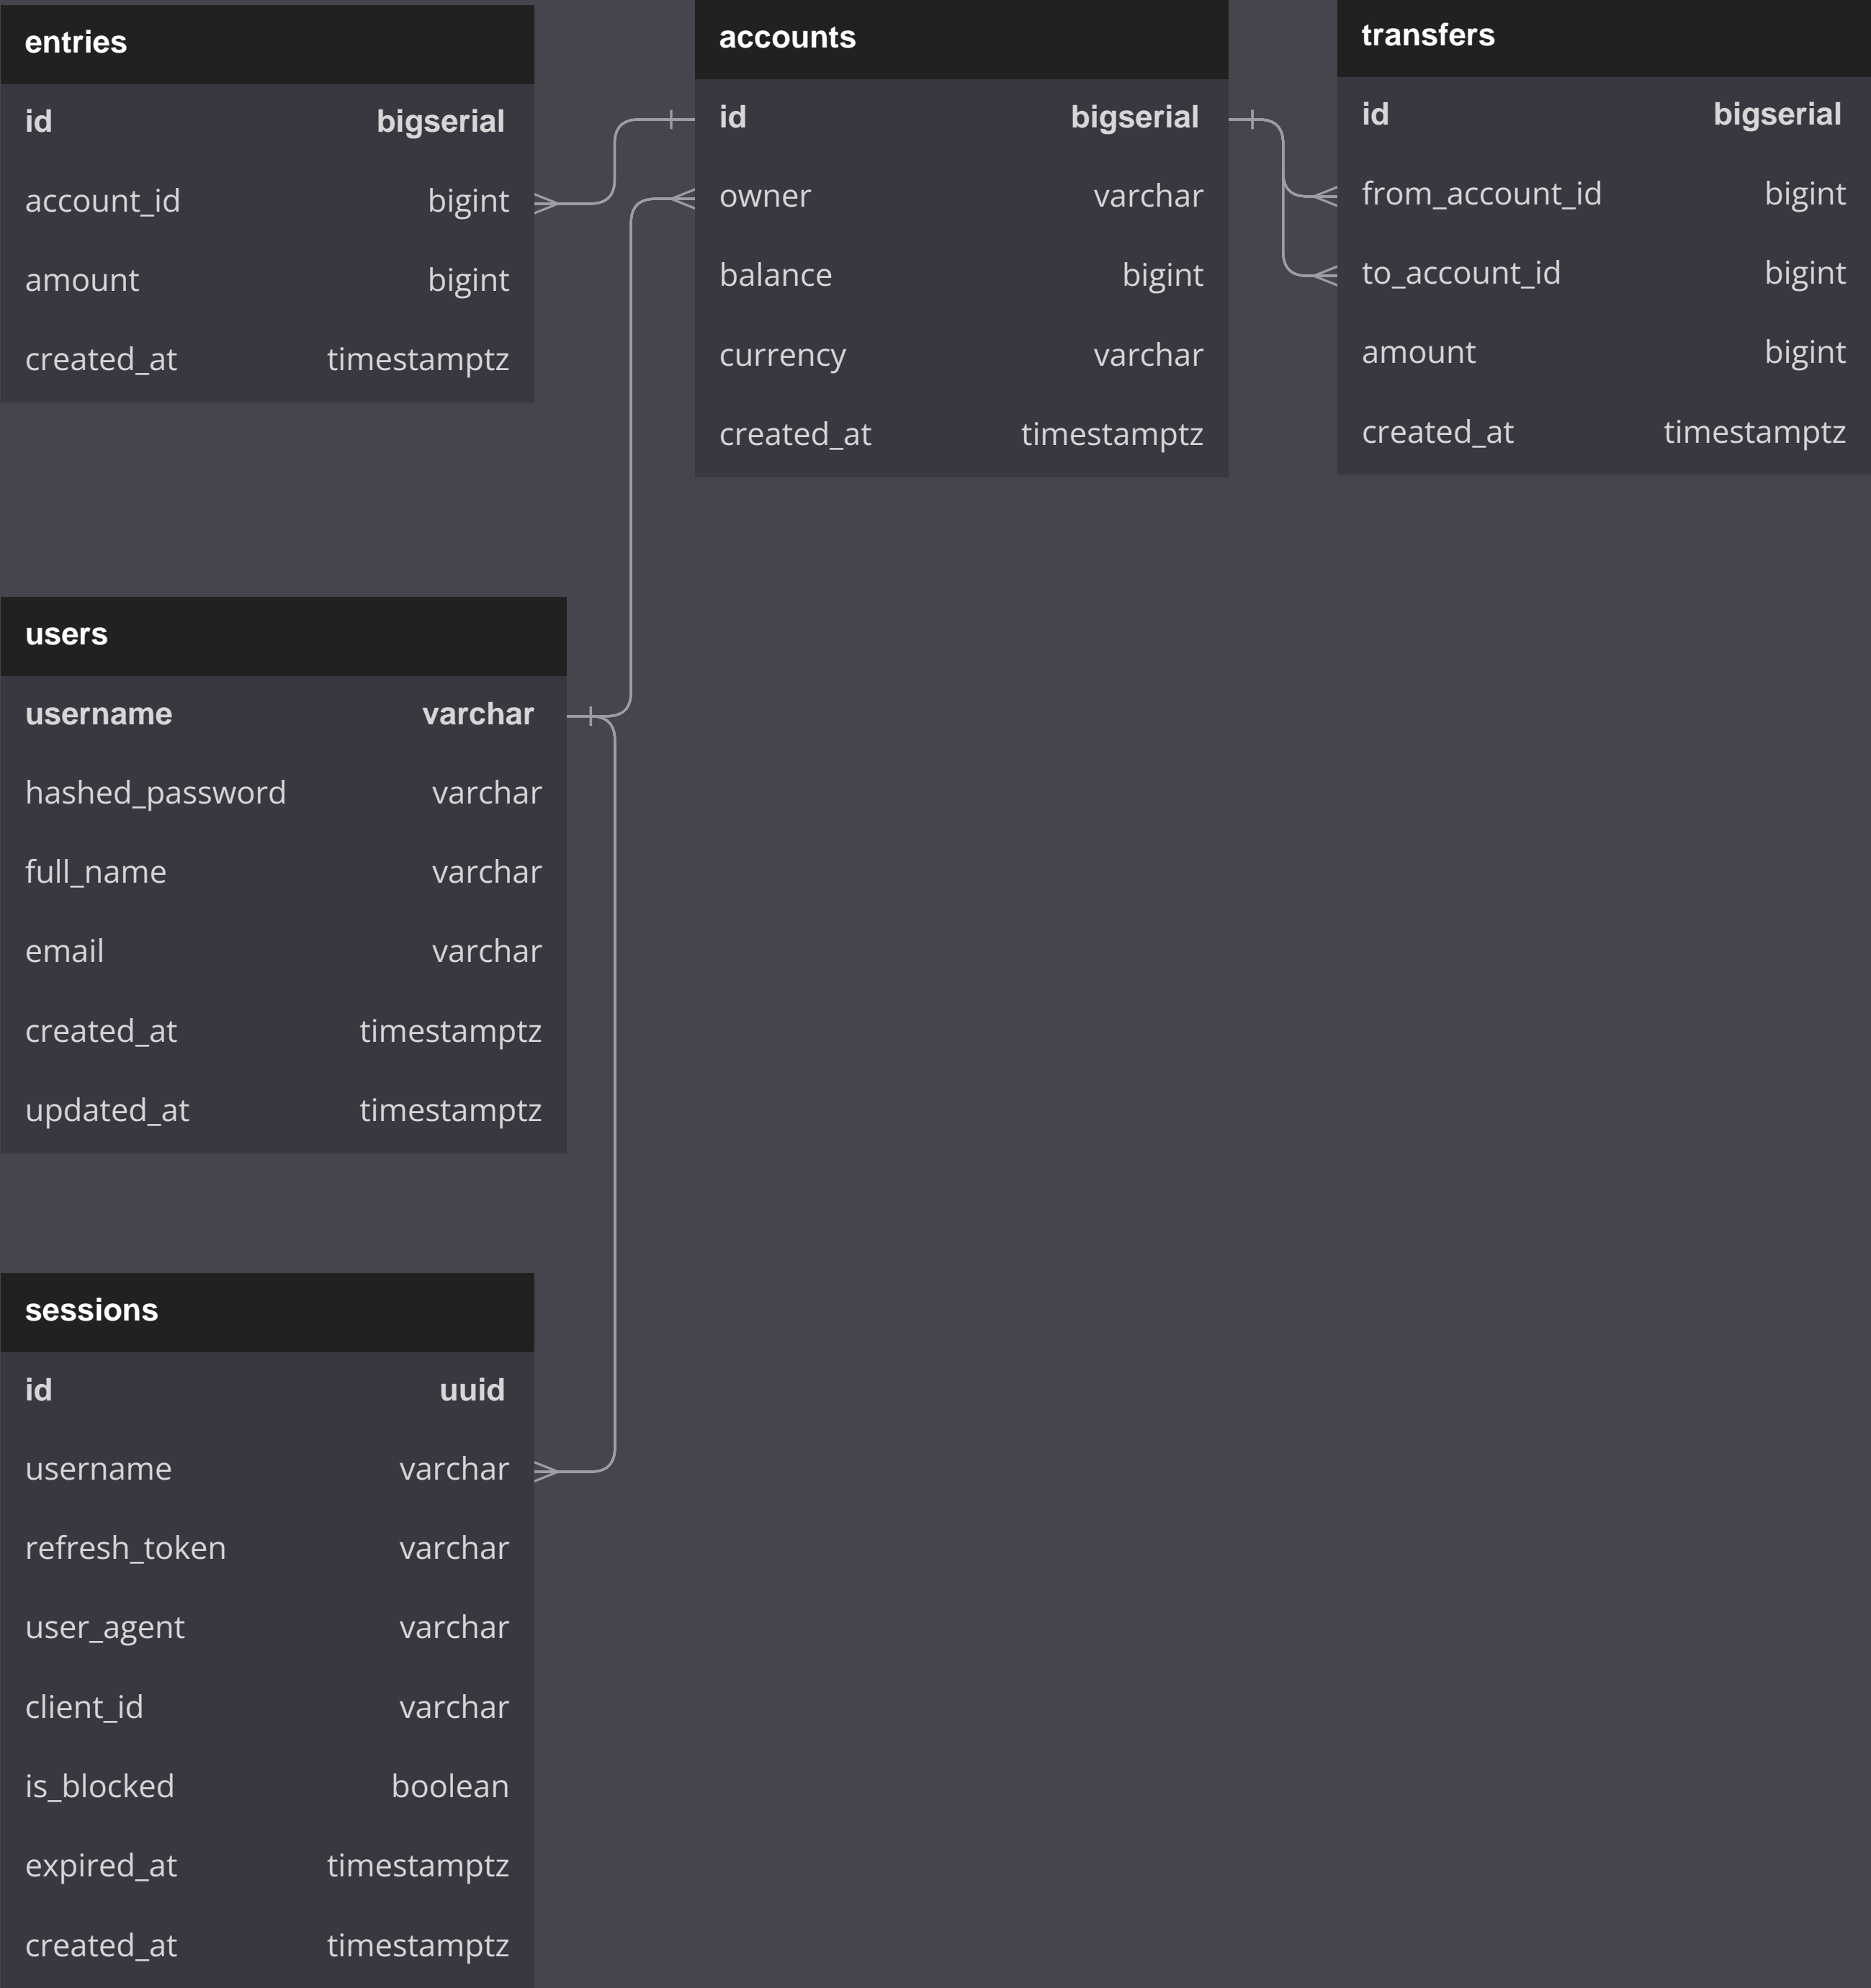 entries
id bigserial
account_id bigint
amount bigint
created_at timestamptz
accounts
id bigserial
owner varchar
balance bigint
currency varchar
created_at timestamptz
transfers
id bigserial
from_account_id bigint
to_account_id bigint
amount bigint
created_at timestamptz
users
username varchar
hashed_password varchar
full_name varchar
email varchar
created_at timestamptz
updated_at timestamptz
sessions
id uuid
username varchar
refresh_token varchar
user_agent varchar
client_id varchar
is_blocked boolean
expired_at timestamptz
created_at timestamptz